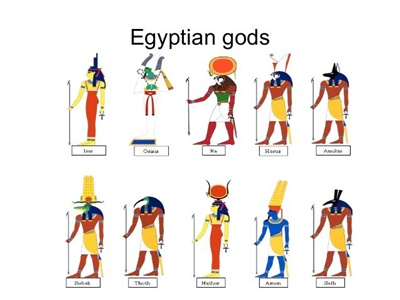 Egyptian gods
Isis
Osiris
Ra
Horus
Anubis
Sobek
Thoth
Hathor
Amon
Seth